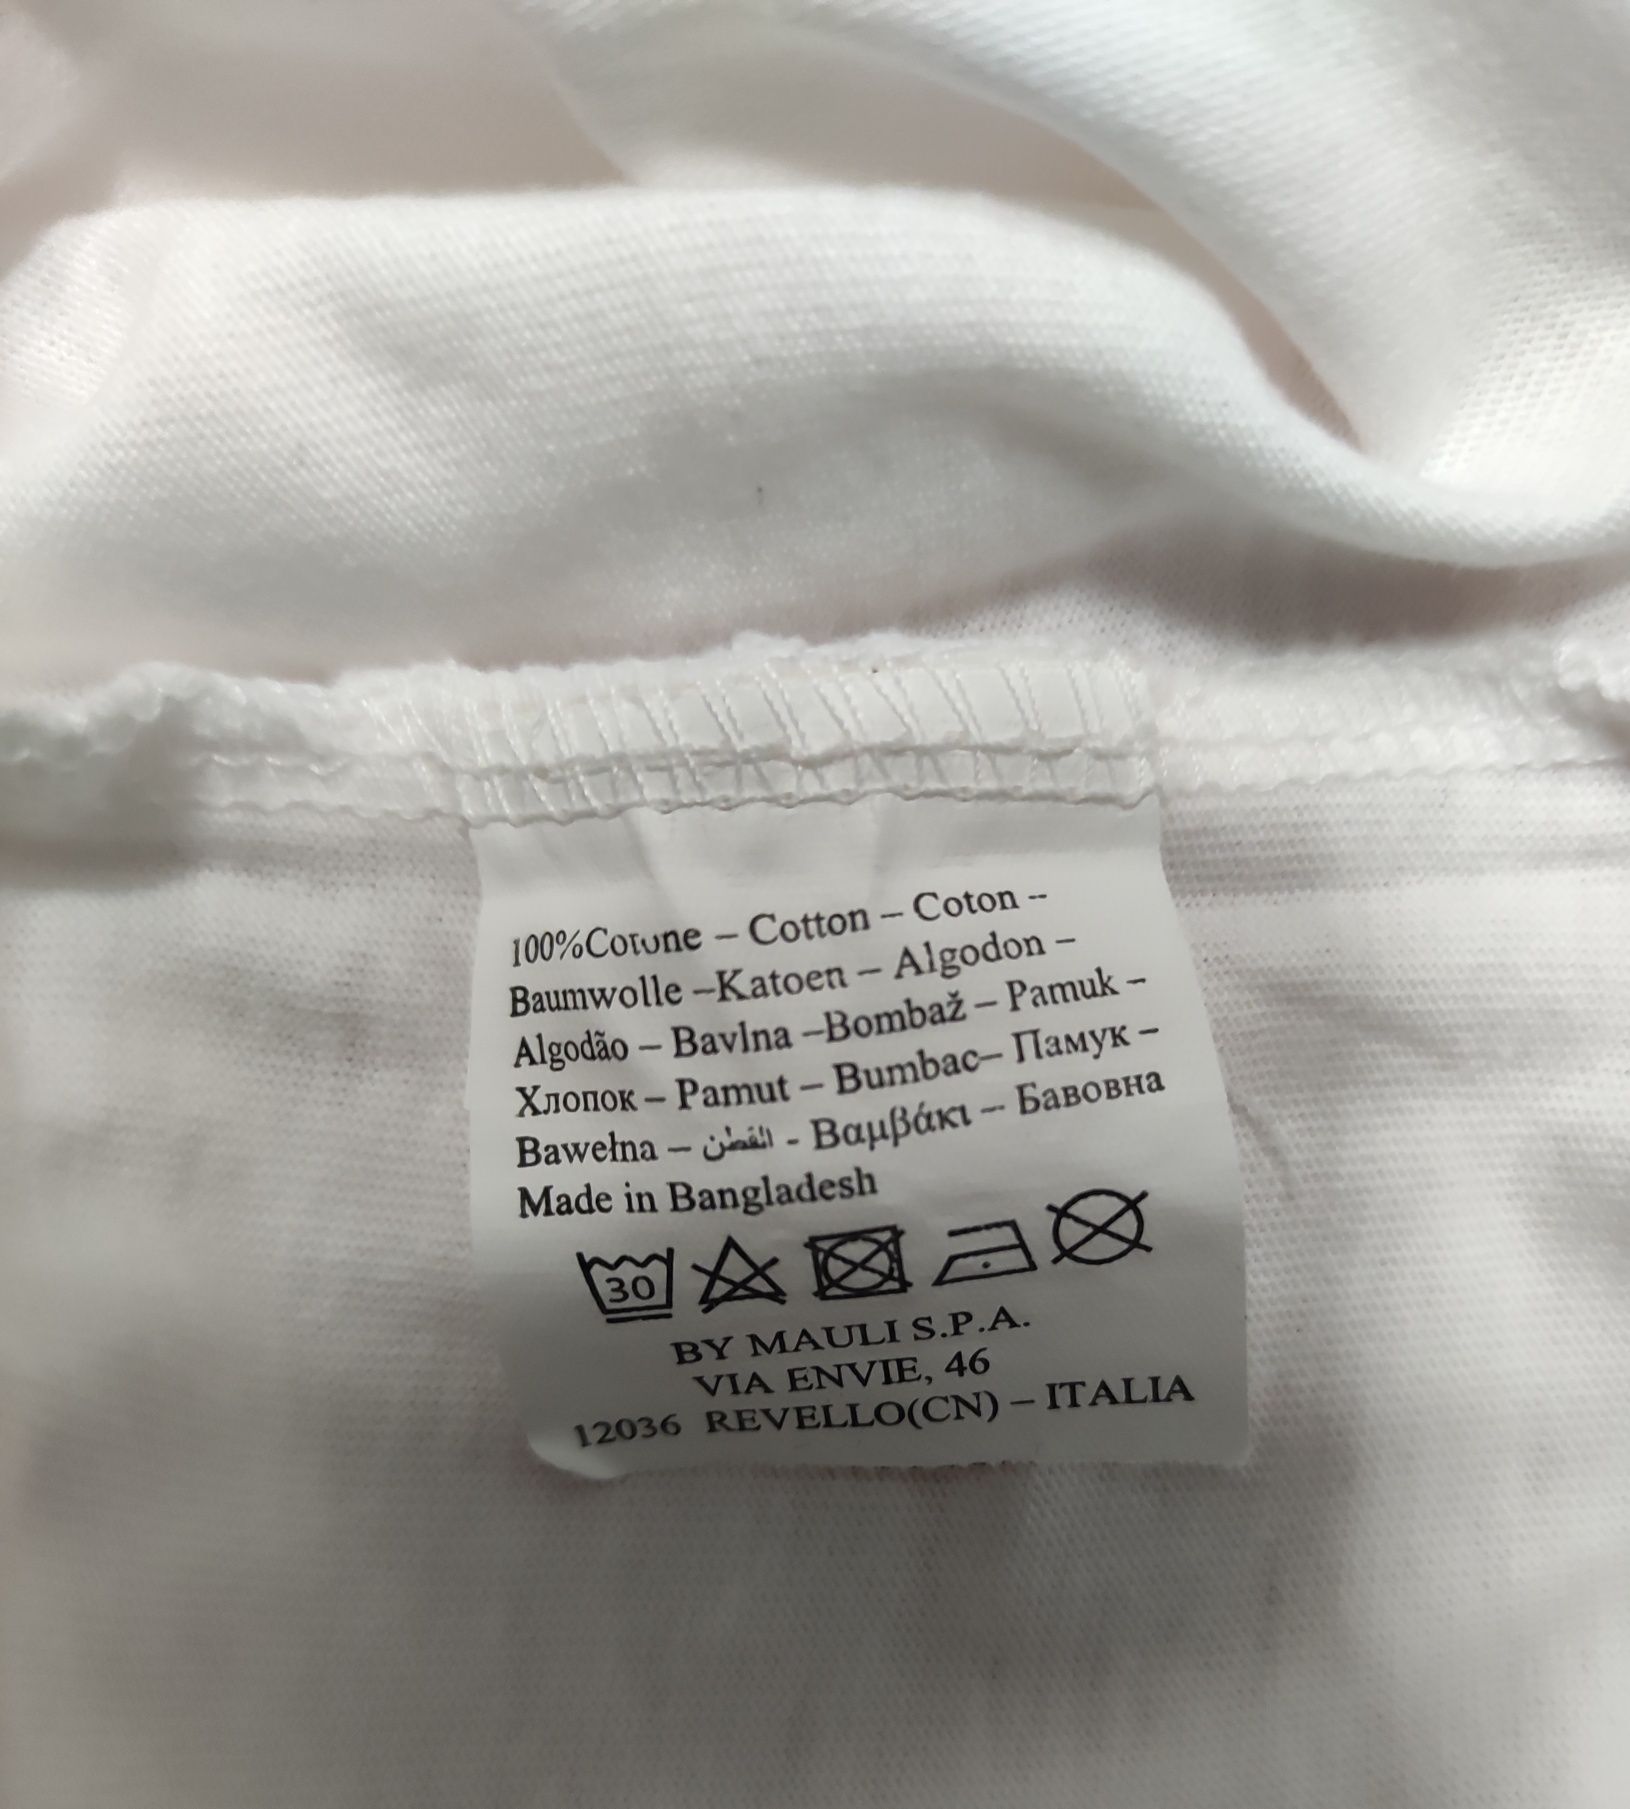 100%Cotone – Cotton – Coton –
Baumwolle –Katoen – Algodon –
Algodão – Bavlna –Bombaž – Pamuk –
Хлопок – Pamut – Bumbac– Памук –
Bawełna – القطن - Βαμβάκι – Бавовна
Made in Bangladesh
30
BY MAULI S.P.A.
VIA ENVIE, 46
12036 REVELLO(CN) – ITALIA